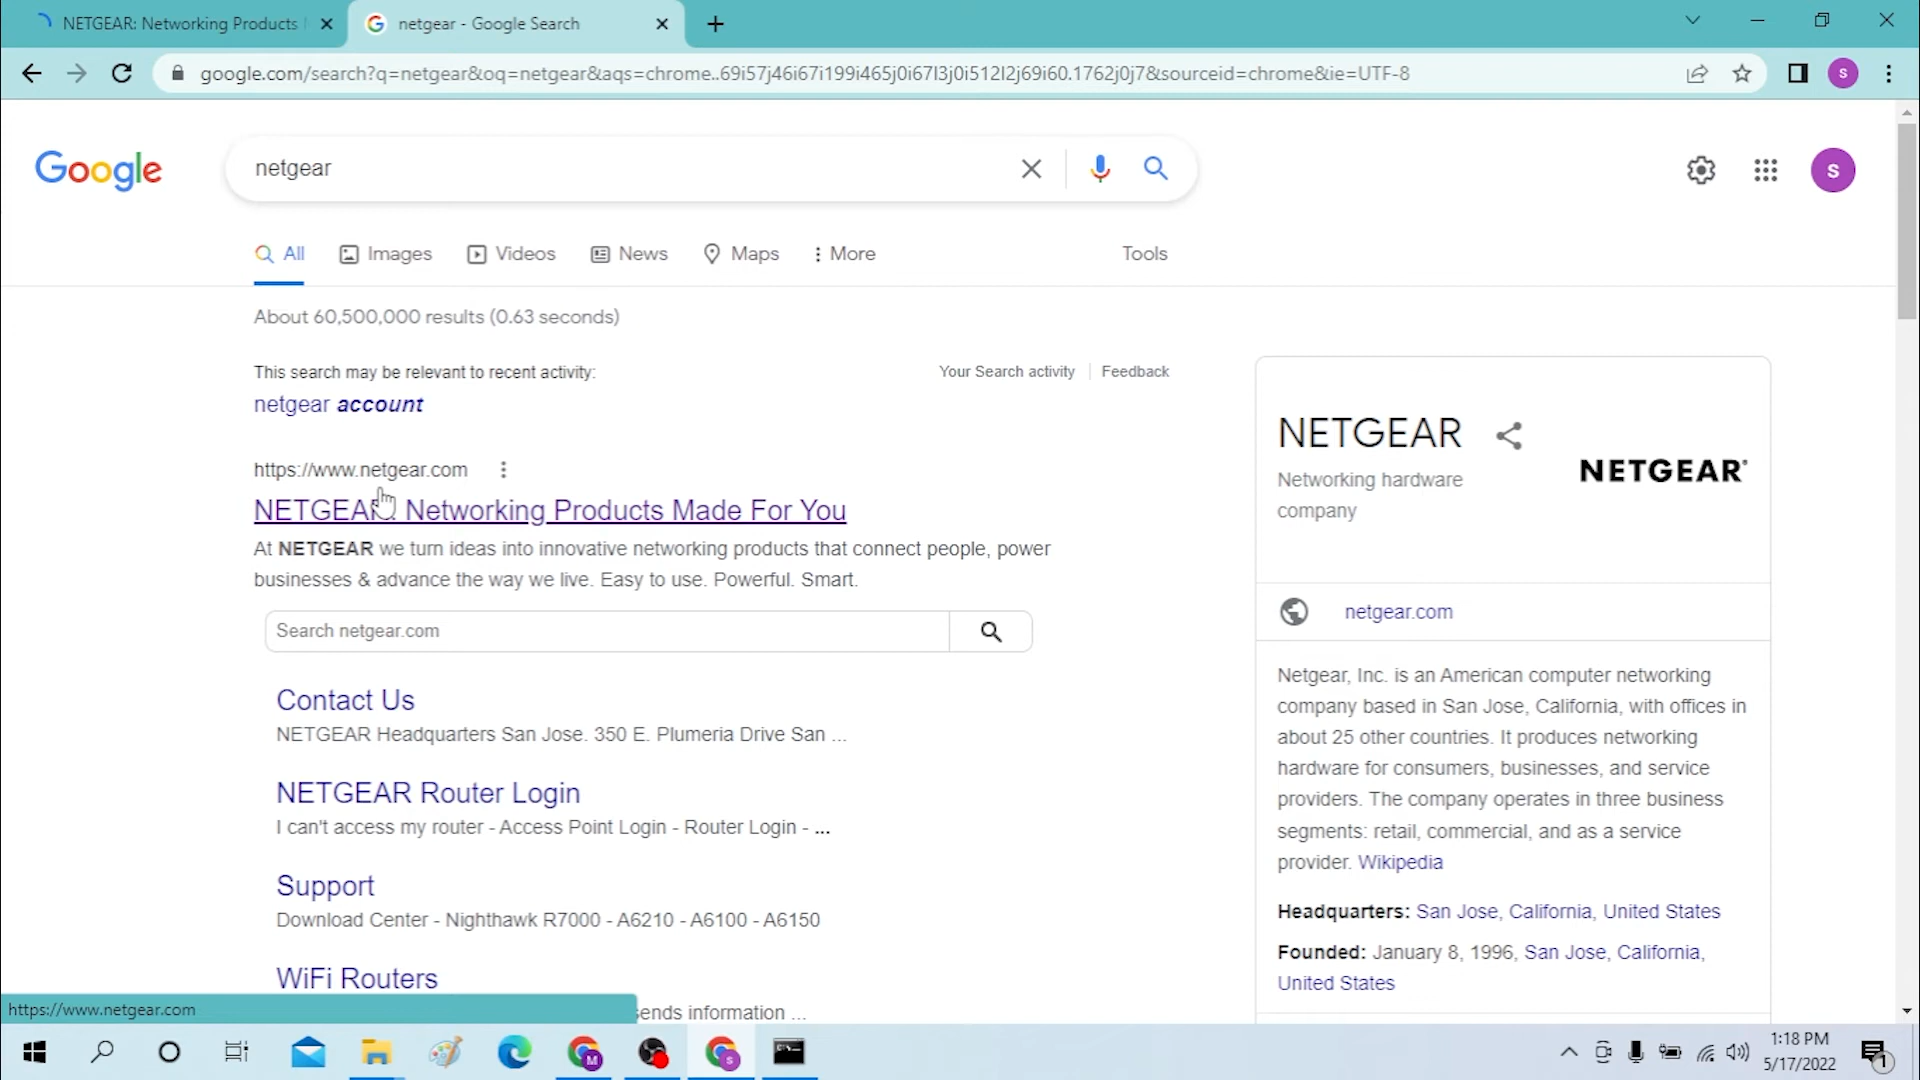 NETGEAR: Networking Products
netgear - Google Search
google.com/search?q=netgear&oq=netgear&aqs=chrome..69i57j46i67i199i465j0i67l3j0i512l2j69i60.1762j0j7&sourceid=chrome&ie=UTF-8
S
Google
netgear
S
All
Images
Videos
News
Maps
More
Tools
About 60,500,000 results (0.63 seconds)
This search may be relevant to recent activity:
Your Search activity
Feedback
netgear account
https://www.netgear.com
NETGEAR: Networking Products Made For You
At NETGEAR we turn ideas into innovative networking products that connect people, power
businesses & advance the way we live. Easy to use. Powerful. Smart.
Search netgear.com
Contact Us
NETGEAR Headquarters San Jose. 350 E. Plumeria Drive San ...
NETGEAR Router Login
I can't access my router - Access Point Login - Router Login - ...
Support
Download Center - Nighthawk R7000 - A6210 - A6100 - A6150
WiFi Routers
sends information ...
NETGEAR
Networking hardware
company
NETGEAR
netgear.com
Netgear, Inc. is an American computer networking
company based in San Jose, California, with offices in
about 25 other countries. It produces networking
hardware for consumers, businesses, and service
providers. The company operates in three business
segments: retail, commercial, and as a service
provider. Wikipedia
Headquarters: San Jose, California, United States
Founded: January 8, 1996, San Jose, California,
United States
https://www.netgear.com
M
S
1:18 PM
5/17/2022
1